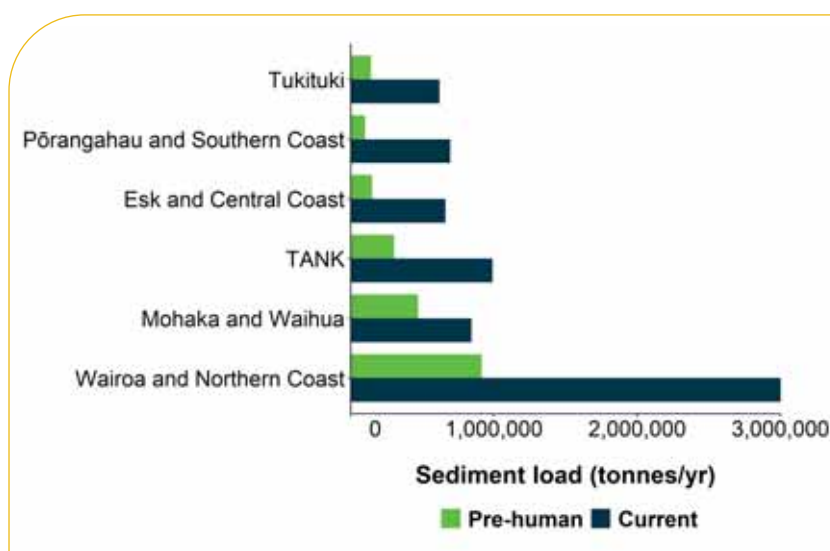 Tukituki
Pōrangahau and Southern Coast
Esk and Central Coast
TANK
Mohaka and Waihua
Wairoa and Northern Coast
0 1,000,000 2,000,000 3,000,000
Sediment load (tonnes/yr)
Pre-human Current